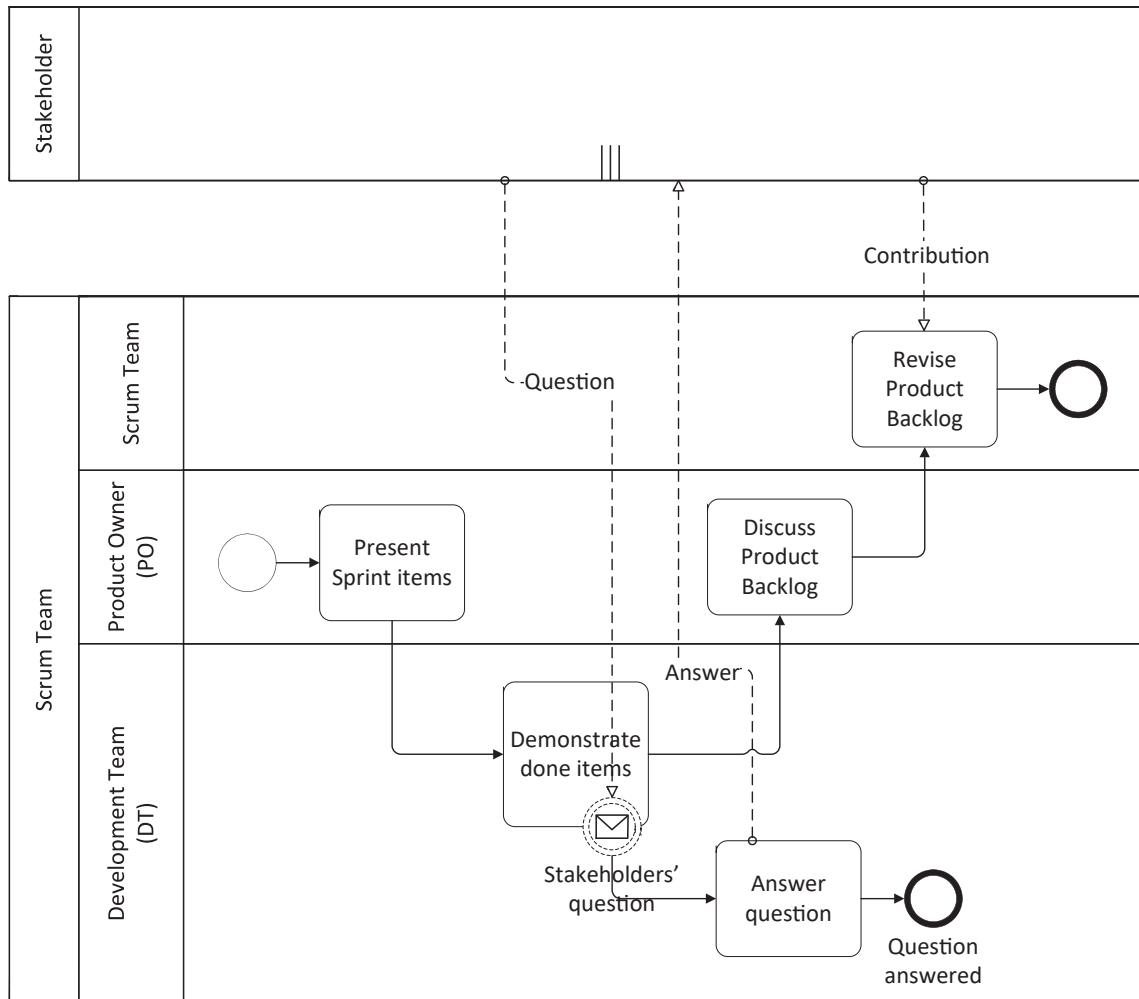 Stakeholder
Contribution
Scrum Team
Scrum Team
Revise
Product
Backlog
Question
Product Owner
(PO)
Present
Sprint items
Discuss
Product
Backlog
Development Team
(DT)
Answer
Demonstrate
done items
Stakeholders’
question
Answer
question
Question
answered